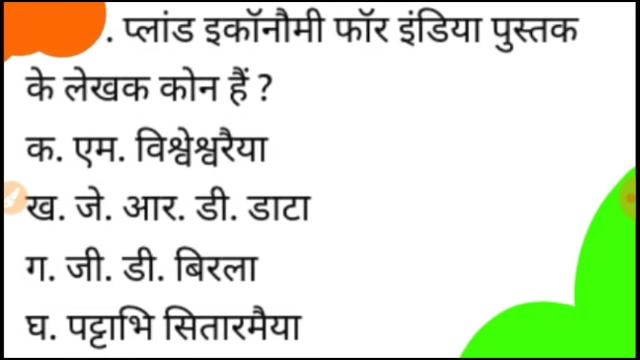 . प्लांड इकॉनौमी फॉर इंडिया पुस्तक
के लेखक कोन हैं ?
क. एम. विश्वेश्वरैया
ख. जे. आर. डी. डाटा
ग. जी. डी. बिरला
घ. पट्टाभि सितारमैया